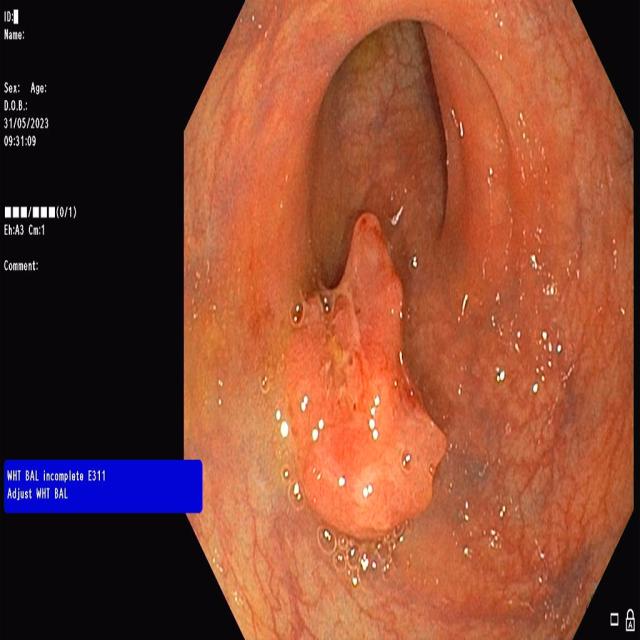 ID:
Name:
Sex: Age:
D.O.B.:
31/05/2023
09:31:09
■■■/■■■(0/1)
Eh:A3 Cm:1
Comment:
WHT BAL incomplete E311
Adjust WHT BAL
A